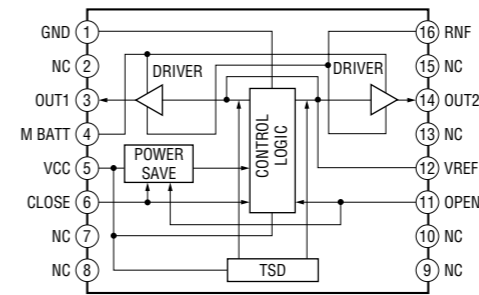 GND 1
NC 2
OUT1 3
M BATT 4
VCC 5
CLOSE 6
NC 7
NC 8
DRIVER
DRIVER
POWER
SAVE
CONTROL
LOGIC
TSD
16 RNF
15 NC
14 OUT2
13 NC
12 VREF
11 OPEN
10 NC
9 NC